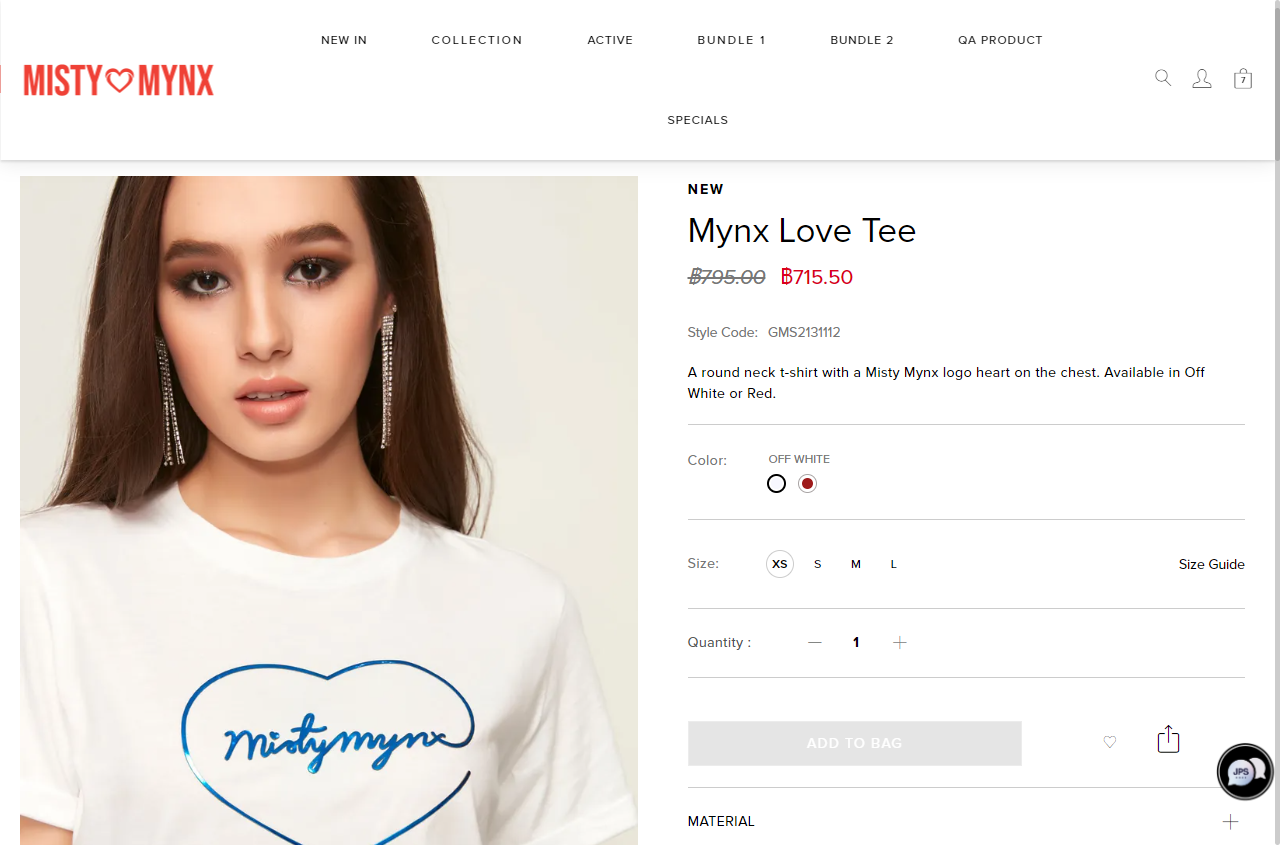 NEW IN COLLECTION ACTIVE BUNDLE 1 BUNDLE 2 QA PRODUCT
MISTY MYNX
7
SPECIALS
NEW
Mynx Love Tee
฿795.00 ฿715.50
Style Code: GMS2131112
A round neck t-shirt with a Misty Mynx logo heart on the chest. Available in Off
White or Red.
Color: OFF WHITE
Size: XS S M L Size Guide
Quantity : 1
mistymynx
ADD TO BAG
JPS
MATERIAL